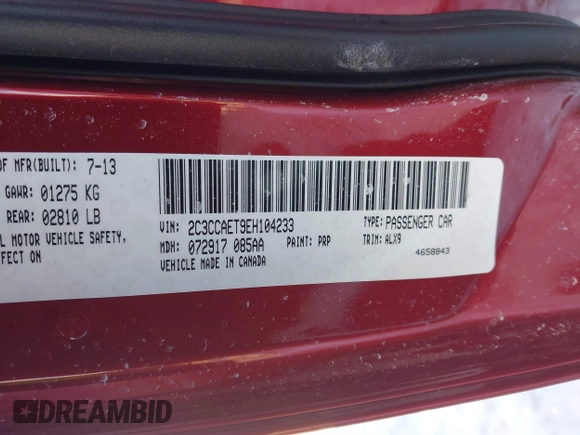 OF MFR(BUILT): 7-13
GAWR: 01275 KG
REAR: 02810 LB
MOTOR VEHICLE SAFETY,
ON
VIN: 2C3CCAET9EH104233
TYPE: PASSENGER CAR
MDH: 072917 085AA
PAINT: PRP
TRIM: ALX9
VEHICLE MADE IN CANADA
4658843
DREAMBID